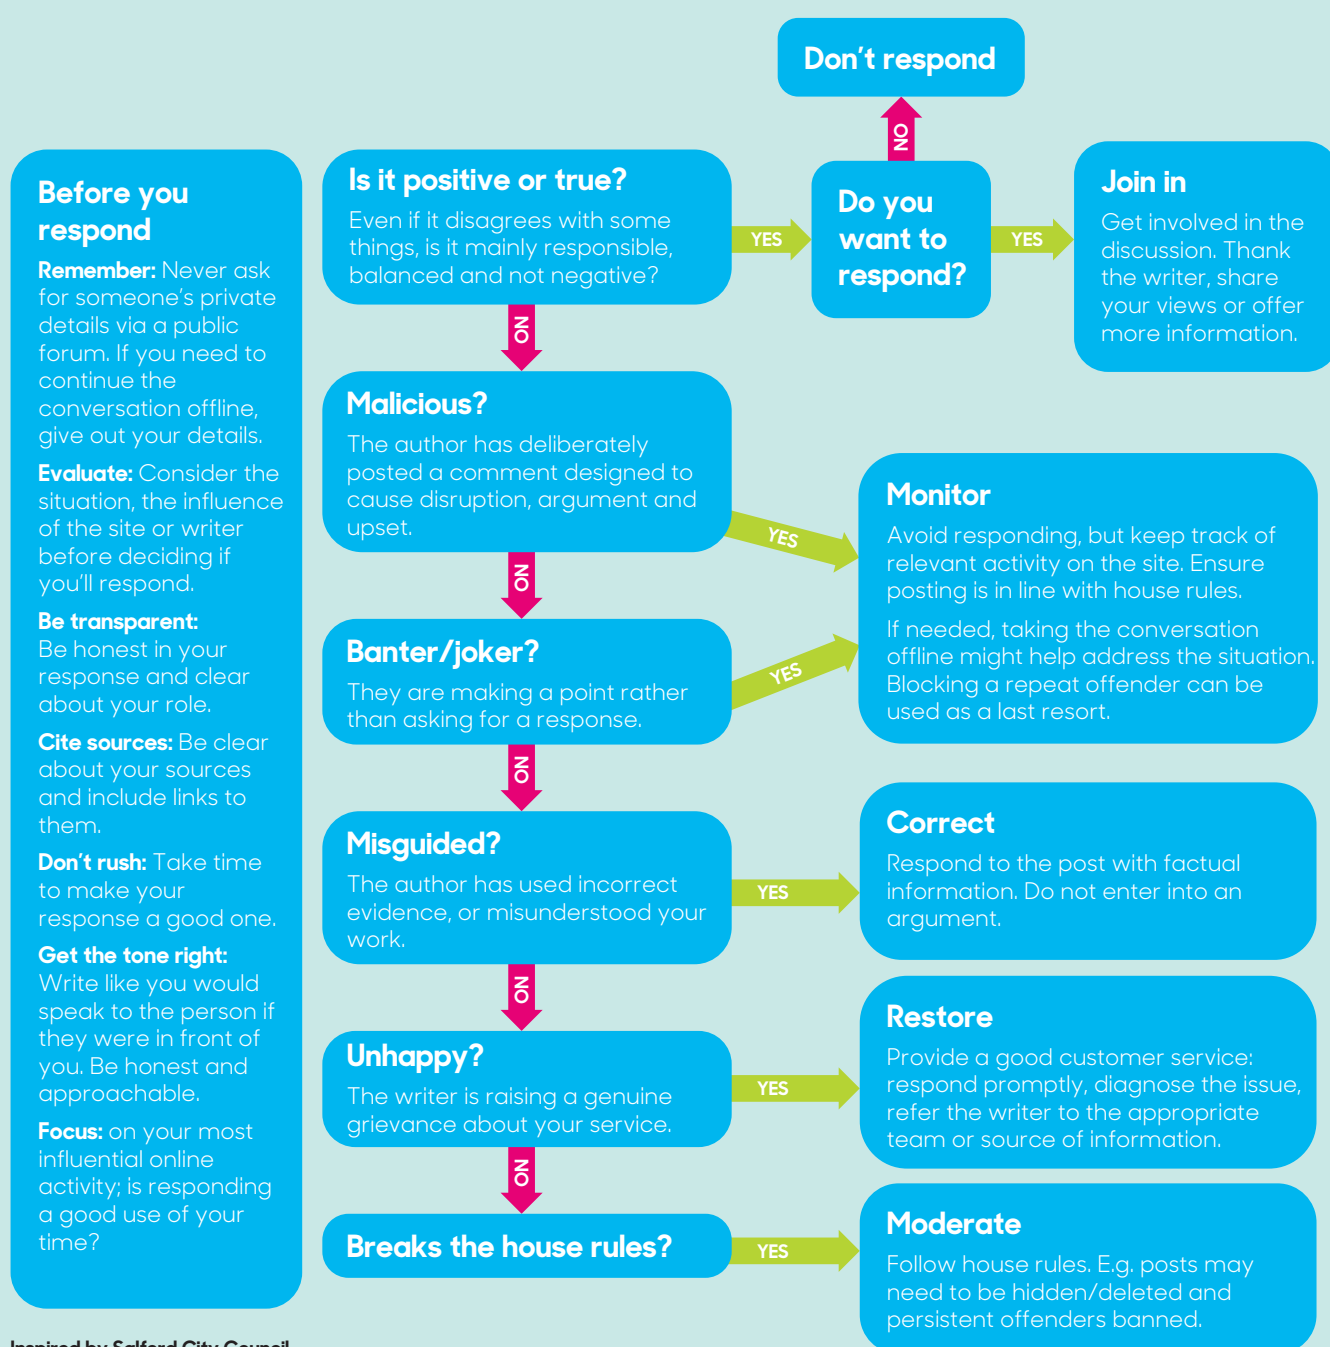 Don't respond
NO
Before you
respond
Remember: Never ask
for someone's private
details via a public
forum. If you need to
continue the
conversation offline,
give out your details.
Evaluate: Consider the
situation, the influence
of the site or writer
before deciding if
you'll respond.
Be transparent:
Be honest in your
response and clear
about your role.
Cite sources: Be clear
about your sources
and include links to
them.
Don't rush: Take time
to make your
response a good one.
Get the tone right:
Write like you would
speak to the person if
they were in front of
you. Be honest and
approachable.
Focus: on your most
influential online
activity; is responding
a good use of your
time?
Is it positive or true?
Even if it disagrees with some
things, is it mainly responsible,
balanced and not negative?
YES
Do you
want to
respond?
YES
Join in
Get involved in the
discussion. Thank
the writer, share
your views or offer
more information.
NO
Malicious?
The author has deliberately
posted a comment designed to
cause disruption, argument and
upset.
YES
NO
Banter/joker?
They are making a point rather
than asking for a response.
YES
Monitor
Avoid responding, but keep track of
relevant activity on the site. Ensure
posting is in line with house rules.
If needed, taking the conversation
offline might help address the situation.
Blocking a repeat offender can be
used as a last resort.
NO
Misguided?
The author has used incorrect
evidence, or misunderstood your
work.
YES
Correct
Respond to the post with factual
information. Do not enter into an
argument.
NO
Unhappy?
The writer is raising a genuine
grievance about your service.
YES
Restore
Provide a good customer service:
respond promptly, diagnose the issue,
refer the writer to the appropriate
team or source of information.
NO
Breaks the house rules?
YES
Moderate
Follow house rules. E.g. posts may
need to be hidden/deleted and
persistent offenders banned.
Inspired by Salford City Council